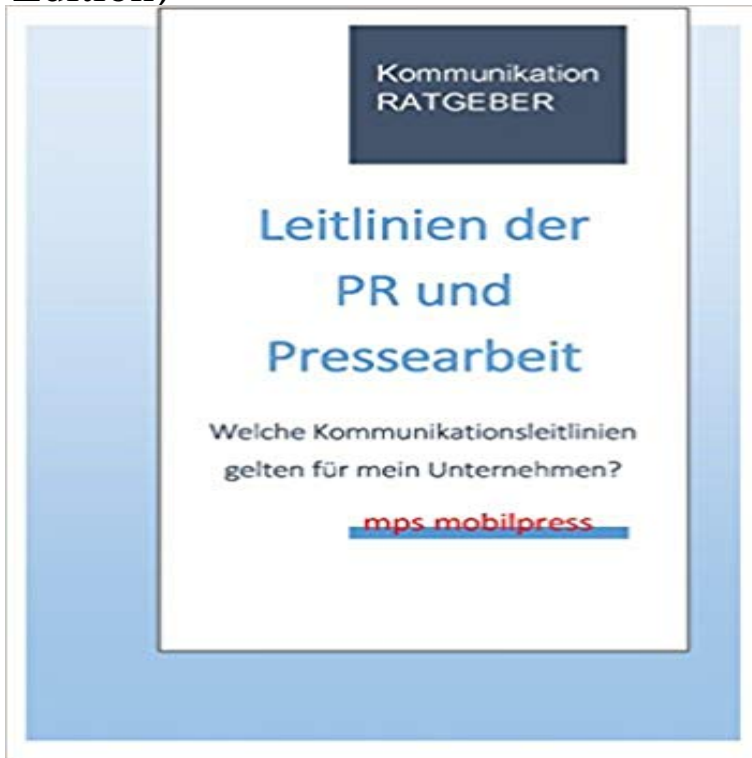 Kommunikation
RATGEBER
Leitlinien der
PR und
Pressearbeit
Welche Kommunikationsleitlinien
gelten für mein Unternehmen?
mps mobilpress